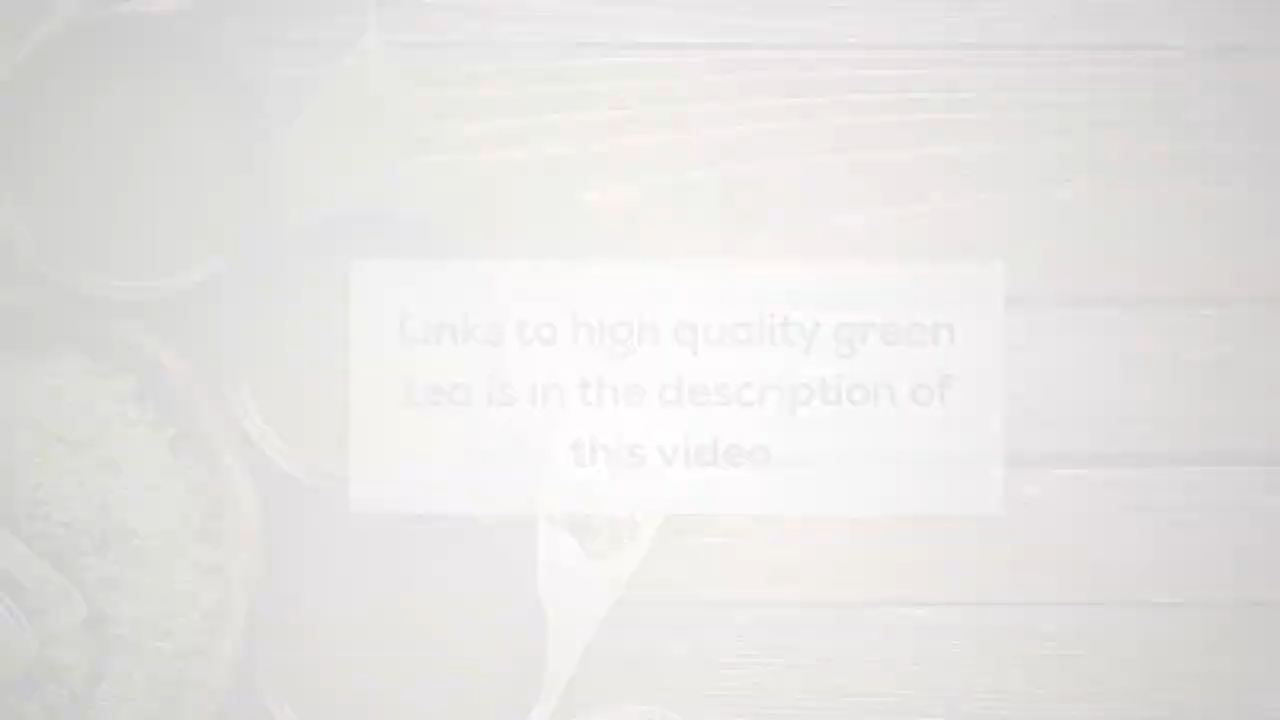 Links to high quality green
tea is in the description of
this video